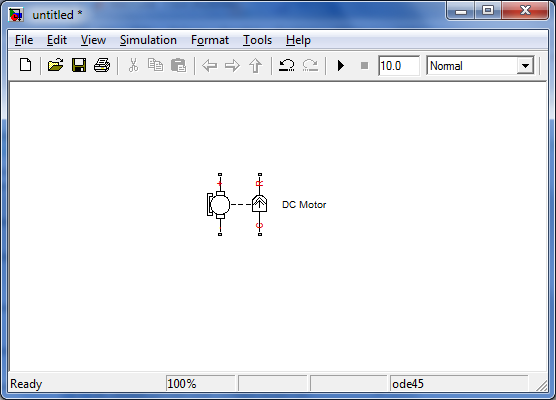 untitled *
File Edit View Simulation Format Tools Help
10.0 Normal
+ R
DC Motor
- C
Ready 100% ode45